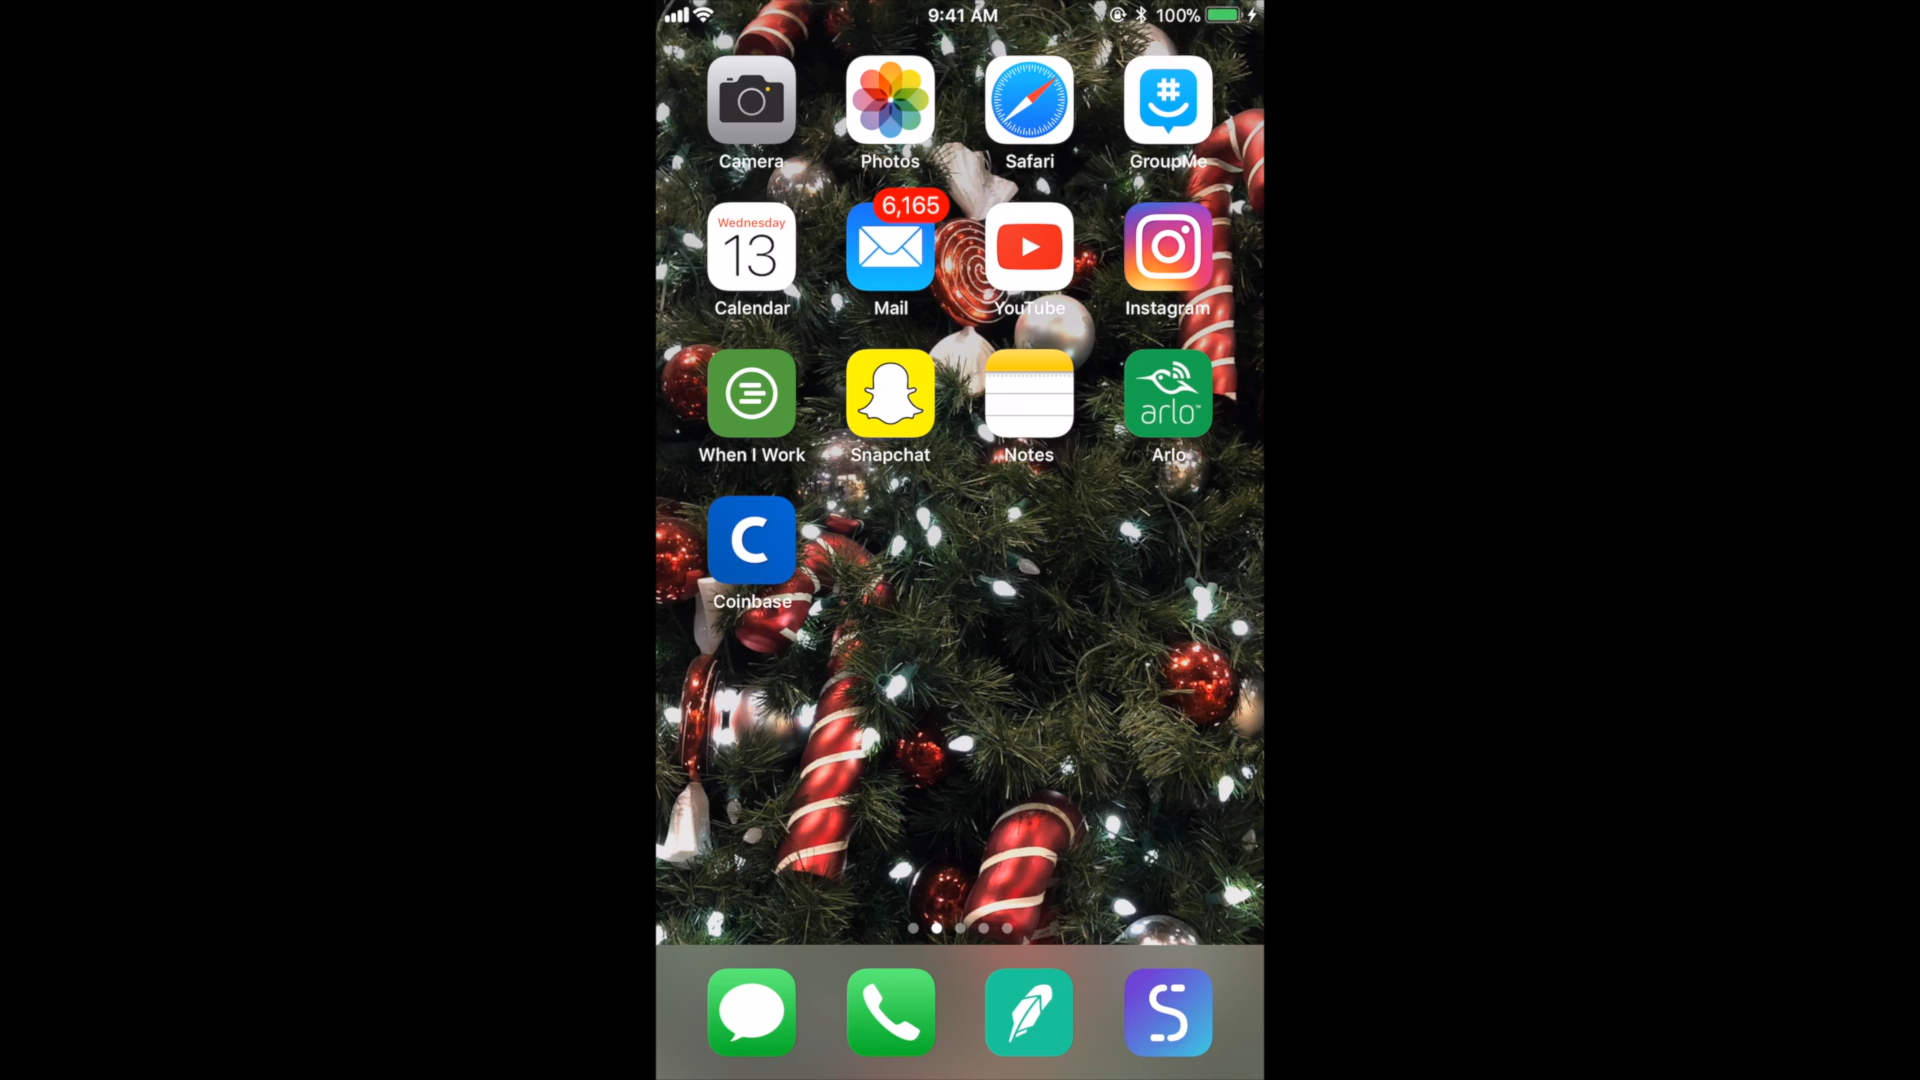 9:41 AM 100%
Camera Photos Safari GroupMe
Wednesday
13
6,165
Calendar Mail YouTube Instagram
arlo™
When I Work Snapchat Notes Arlo
C
Coinbase
S